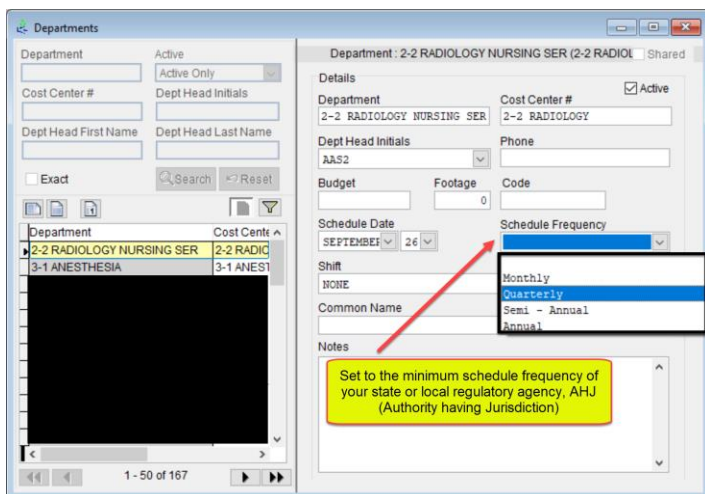 Departments
Department
Active
Active Only
Cost Center #
Dept Head Initials
Dept Head First Name
Dept Head Last Name
Exact
Search
Reset
Department
Cost Cente
2-2 RADIOLOGY NURSING SER
2-2 RADIC
3-1 ANESTHESIA
3-1 ANEST
1 - 50 of 167
Department : 2-2 RADIOLOGY NURSING SER (2-2 RADIOL
Shared
Details
Active
Department
Cost Center #
2-2 RADIOLOGY NURSING SER
2-2 RADIOLOGY
Dept Head Initials
Phone
AAS2
Budget
Footage
Code
0
Schedule Date
Schedule Frequency
SEPTEMBER
26
Shift
NONE
Monthly
Quarterly
Semi - Annual
Annual
Common Name
Notes
Set to the minimum schedule frequency of
your state or local regulatory agency, AHJ
(Authority having Jurisdiction)